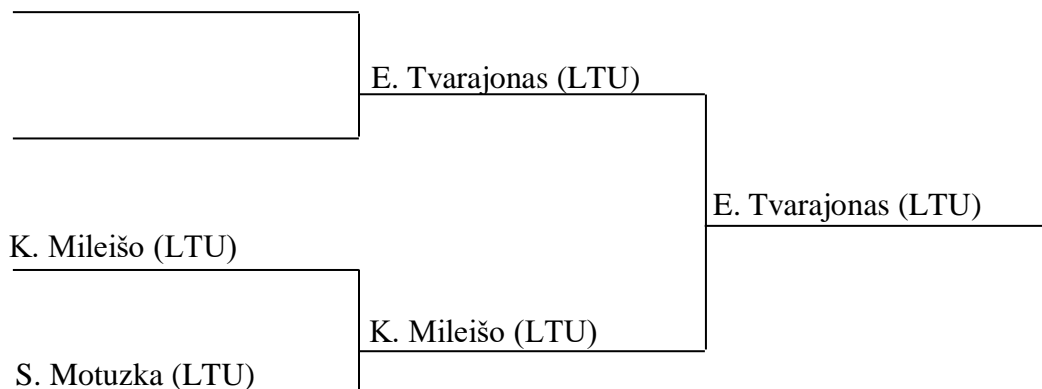 E. Tvarajonas (LTU)
E. Tvarajonas (LTU)
K. Mileišo (LTU)
K. Mileišo (LTU)
S. Motuzka (LTU)